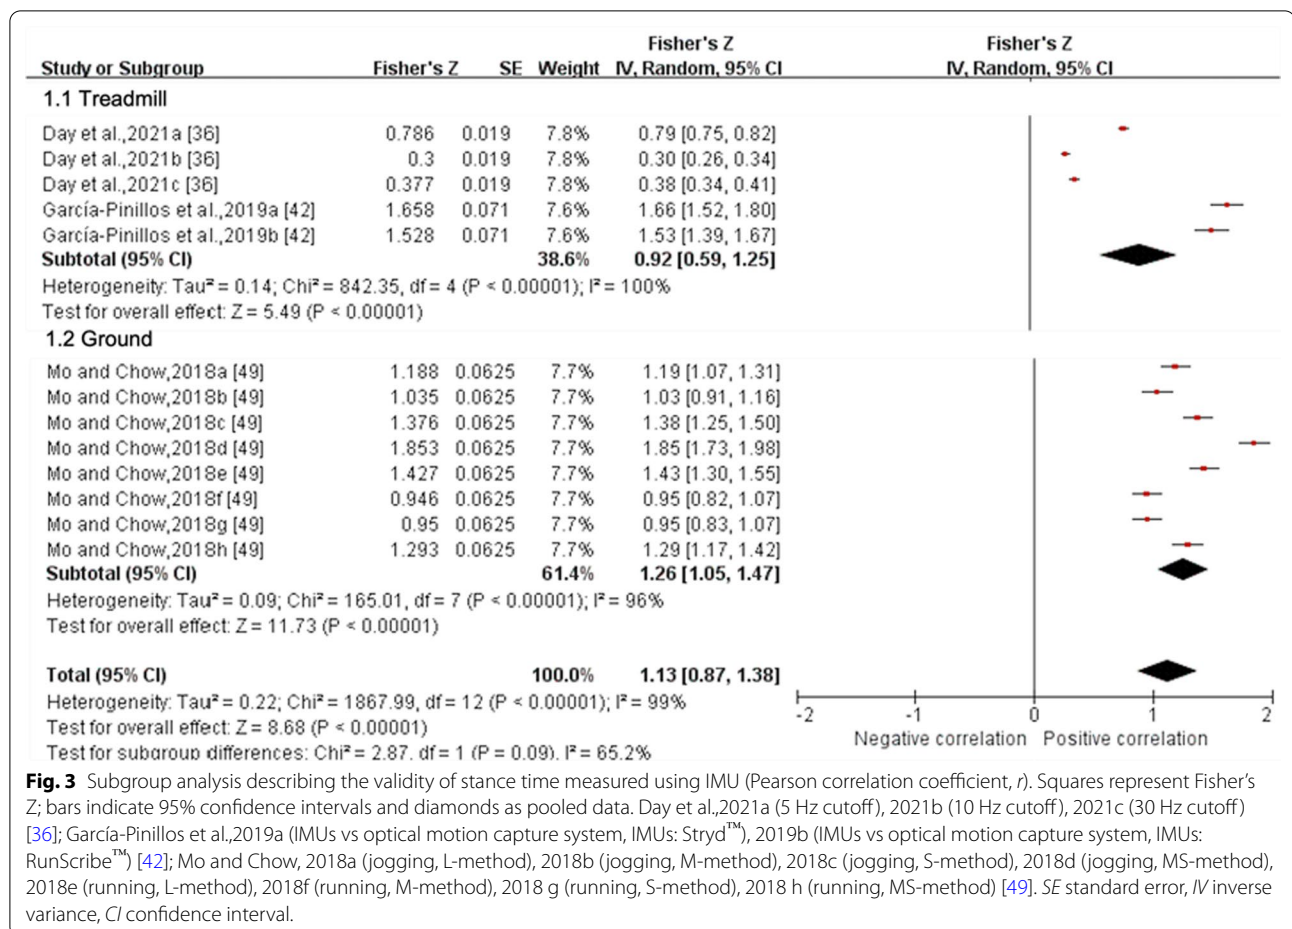 Fisher's Z Fisher's Z
Study or Subgroup Fisher's Z SE Weight IV, Random, 95% CI IV, Random, 95% CI
1.1 Treadmill
Day et al.,2021a [36] 0.786 0.019 7.8% 0.79 [0.75, 0.82]
Day et al.,2021b [36] 0.3 0.019 7.8% 0.30 [0.26, 0.34]
Day et al.,2021c [36] 0.377 0.019 7.8% 0.38 [0.34, 0.41]
García-Pinillos et al.,2019a [42] 1.658 0.071 7.6% 1.66 [1.52, 1.80]
García-Pinillos et al.,2019b [42] 1.528 0.071 7.6% 1.53 [1.39, 1.67]
Subtotal (95% CI) 38.6% 0.92 [0.59, 1.25]
Heterogeneity: Tau² = 0.14; Chi² = 842.35, df = 4 (P < 0.00001); I² = 100%
Test for overall effect: Z = 5.49 (P < 0.00001)
1.2 Ground
Mo and Chow,2018a [49] 1.188 0.0625 7.7% 1.19 [1.07, 1.31]
Mo and Chow,2018b [49] 1.035 0.0625 7.7% 1.03 [0.91, 1.16]
Mo and Chow,2018c [49] 1.376 0.0625 7.7% 1.38 [1.25, 1.50]
Mo and Chow,2018d [49] 1.853 0.0625 7.7% 1.85 [1.73, 1.98]
Mo and Chow,2018e [49] 1.427 0.0625 7.7% 1.43 [1.30, 1.55]
Mo and Chow,2018f [49] 0.946 0.0625 7.7% 0.95 [0.82, 1.07]
Mo and Chow,2018g [49] 0.95 0.0625 7.7% 0.95 [0.83, 1.07]
Mo and Chow,2018h [49] 1.293 0.0625 7.7% 1.29 [1.17, 1.42]
Subtotal (95% CI) 61.4% 1.26 [1.05, 1.47]
Heterogeneity: Tau² = 0.09; Chi² = 165.01, df = 7 (P < 0.00001); I² = 96%
Test for overall effect: Z = 11.73 (P < 0.00001)
Total (95% CI) 100.0% 1.13 [0.87, 1.38]
Heterogeneity: Tau² = 0.22; Chi² = 1867.99, df = 12 (P < 0.00001); I² = 99%
Test for overall effect: Z = 8.68 (P < 0.00001)
Test for subgroup differences: Chi² = 2.87, df = 1 (P = 0.09), I² = 65.2%
-2 -1 0 1 2
Negative correlation Positive correlation
Fig. 3 Subgroup analysis describing the validity of stance time measured using IMU (Pearson correlation coefficient, r). Squares represent Fisher's
Z; bars indicate 95% confidence intervals and diamonds as pooled data. Day et al.,2021a (5 Hz cutoff), 2021b (10 Hz cutoff), 2021c (30 Hz cutoff)
[36]; García-Pinillos et al.,2019a (IMUs vs optical motion capture system, IMUs: Stryd™), 2019b (IMUs vs optical motion capture system, IMUs:
RunScribe™) [42]; Mo and Chow, 2018a (jogging, L-method), 2018b (jogging, M-method), 2018c (jogging, S-method), 2018d (jogging, MS-method),
2018e (running, L-method), 2018f (running, M-method), 2018 g (running, S-method), 2018 h (running, MS-method) [49]. SE standard error, IV inverse
variance, CI confidence interval.